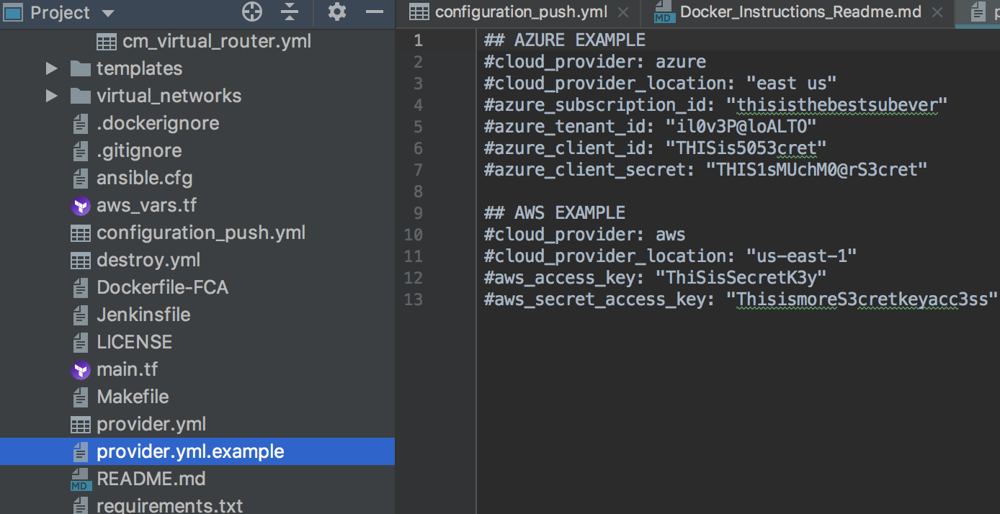 Project
cm_virtual_router.yml
templates
virtual_networks
.dockerignore
.gitignore
ansible.cfg
aws_vars.tf
configuration_push.yml
destroy.yml
Dockerfile-FCA
Jenkinsfile
LICENSE
main.tf
Makefile
provider.yml
provider.yml.example
MD README.md
requirements.txt
configuration_push.yml MD Docker_Instructions_Readme.md
1 ## AZURE EXAMPLE
2 #cloud_provider: azure
3 #cloud_provider_location: "east us"
4 #azure_subscription_id: "thisisthebestsubever"
5 #azure_tenant_id: "il0v3P@loALTO"
6 #azure_client_id: "THISis5053cret"
7 #azure_client_secret: "THIS1sMUchM0@rS3cret"
8
9 ## AWS EXAMPLE
10 #cloud_provider: aws
11 #cloud_provider_location: "us-east-1"
12 #aws_access_key: "ThiSisSecretK3y"
13 #aws_secret_access_key: "ThisismoreS3cretkeyacc3ss"